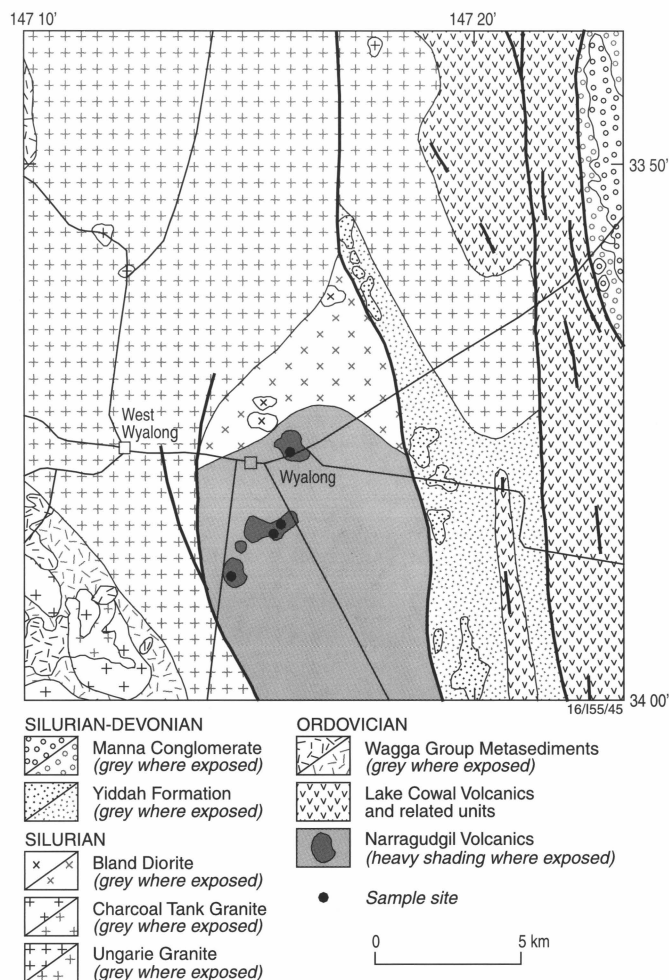 147 10'
147 20'
33 50'
West
Wyalong
Wyalong
34 00'
16/I55/45
SILURIAN-DEVONIAN
Manna Conglomerate
(grey where exposed)
Yiddah Formation
(grey where exposed)
SILURIAN
Bland Diorite
(grey where exposed)
Charcoal Tank Granite
(grey where exposed)
Ungarie Granite
(grey where exposed)
ORDOVICIAN
Wagga Group Metasediments
(grey where exposed)
Lake Cowal Volcanics
and related units
Narragudgil Volcanics
(heavy shading where exposed)
Sample site
0 5 km